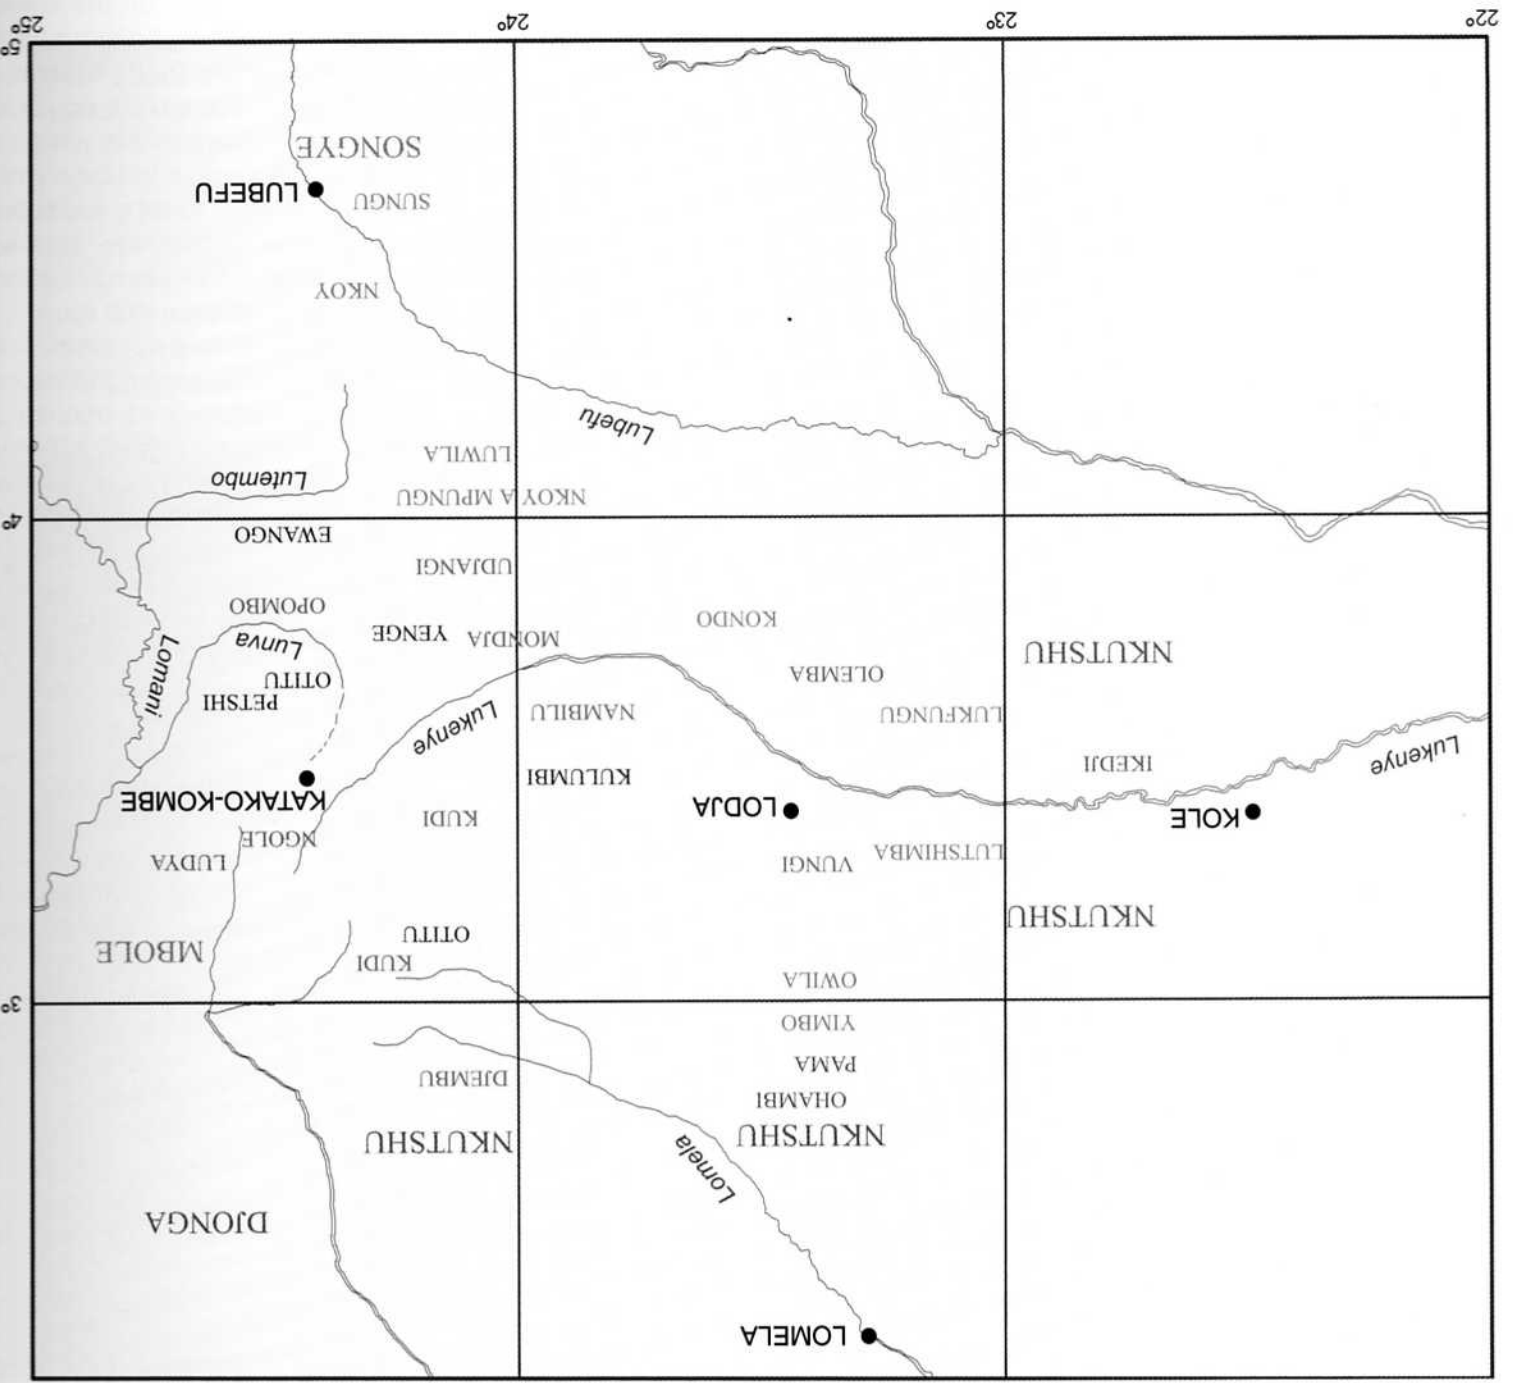 LOMELA
DJONGA
Lomela
NKUTSHU
NKUTSHU
OHAMBI
DJEMBU
PAMA
YIMBO
3°
OWILA
KUDI
MBOLE
OTITU
NKUTSHU
LUTSHIMBA
VUNGI
LUDYA
NGOLE
KOLE
LODJA
KUDI
KATAKO-KOMBE
KULUMBI
IKEDJI
Lukenye
LUKFUNGU
NAMBILU
Lukenye
PETSHI
OTITU
OLEMBA
Lomani
NKUTSHU
Lunva
MONDJA
YENGE
KONDO
OPOMBO
UDJANGI
EWANGO
4°
NKOY A MPUNGU
Lutembo
LUWILA
Lubefu
NKOY
SUNGU
LUBEFU
SONGYE
5°
22°
23°
24°
25°